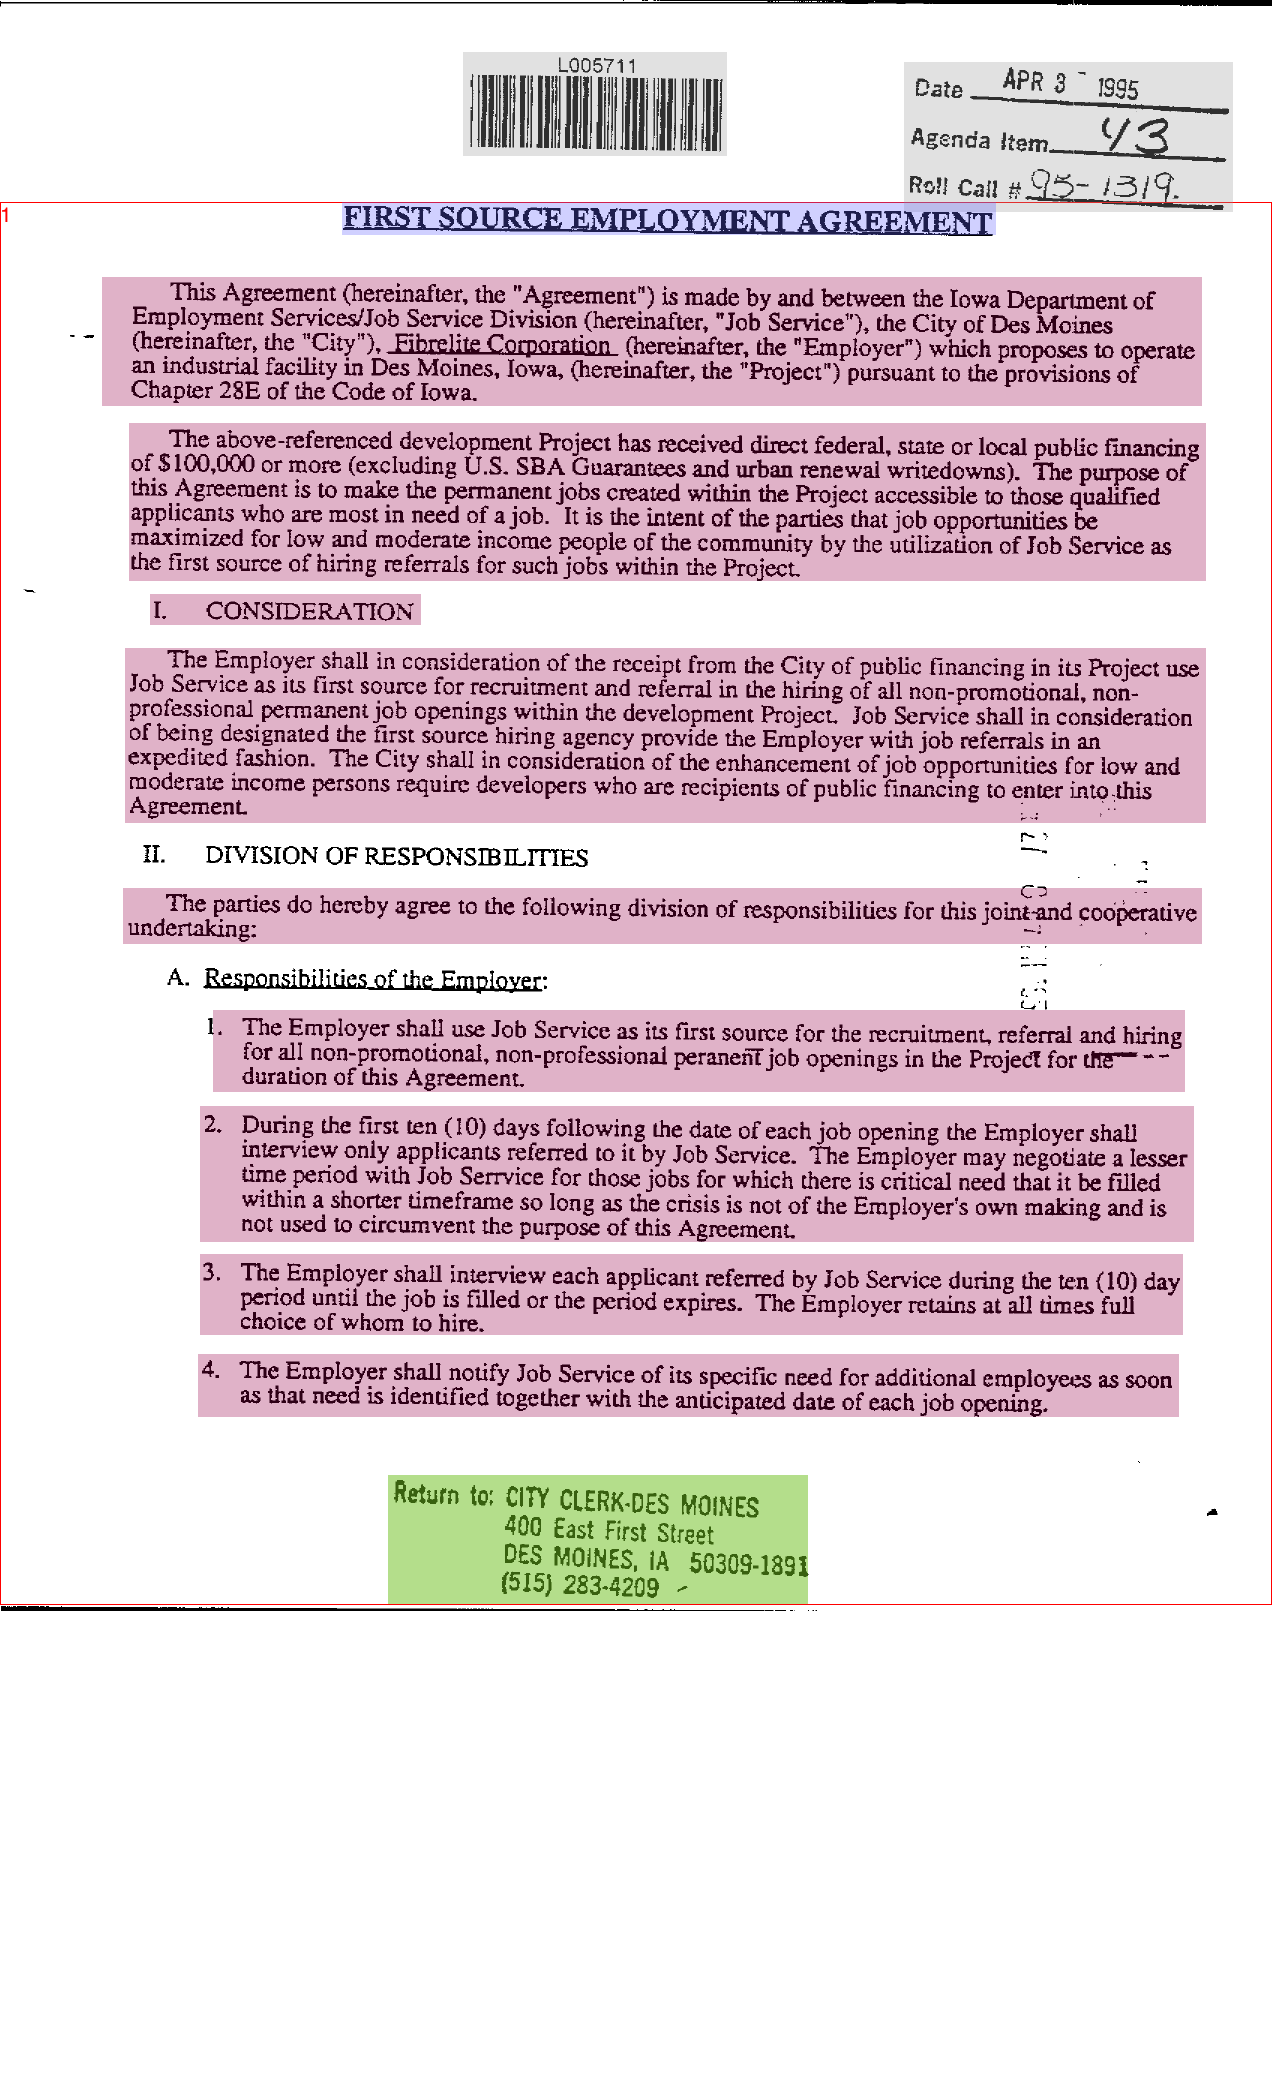 L005711
Date APR 3 - 1995
Agenda Item 43
Roll Call # 95-1319.
1
FIRST SOURCE EMPLOYMENT AGREEMENT
This Agreement (hereinafter, the "Agreement") is made by and between the Iowa Department of
Employment Services/Job Service Division (hereinafter, "Job Service"), the City of Des Moines
(hereinafter, the "City"), Fibrelite Corporation (hereinafter, the "Employer") which proposes to operate
an industrial facility in Des Moines, Iowa, (hereinafter, the "Project") pursuant to the provisions of
Chapter 28E of the Code of Iowa.
The above-referenced development Project has received direct federal, state or local public financing
of $100,000 or more (excluding U.S. SBA Guarantees and urban renewal writedowns). The purpose of
this Agreement is to make the permanent jobs created within the Project accessible to those qualified
applicants who are most in need of a job. It is the intent of the parties that job opportunities be
maximized for low and moderate income people of the community by the utilization of Job Service as
the first source of hiring referrals for such jobs within the Project.
I. CONSIDERATION
The Employer shall in consideration of the receipt from the City of public financing in its Project use
Job Service as its first source for recruitment and referral in the hiring of all non-promotional, non-
professional permanent job openings within the development Project. Job Service shall in consideration
of being designated the first source hiring agency provide the Employer with job referrals in an
expedited fashion. The City shall in consideration of the enhancement of job opportunities for low and
moderate income persons require developers who are recipients of public financing to enter into this
Agreement.
II. DIVISION OF RESPONSIBILITIES
The parties do hereby agree to the following division of responsibilities for this joint and cooperative
undertaking:
A. Responsibilities of the Employer:
1. The Employer shall use Job Service as its first source for the recruitment, referral and hiring
for all non-promotional, non-professional peranent job openings in the Project for the
duration of this Agreement.
2. During the first ten (10) days following the date of each job opening the Employer shall
interview only applicants referred to it by Job Service. The Employer may negotiate a lesser
time period with Job Serrvice for those jobs for which there is critical need that it be filled
within a shorter timeframe so long as the crisis is not of the Employer's own making and is
not used to circumvent the purpose of this Agreement.
3. The Employer shall interview each applicant referred by Job Service during the ten (10) day
period until the job is filled or the period expires. The Employer retains at all times full
choice of whom to hire.
4. The Employer shall notify Job Service of its specific need for additional employees as soon
as that need is identified together with the anticipated date of each job opening.
Return to: CITY CLERK-DES MOINES
400 East First Street
DES MOINES, IA 50309-1891
(515) 283-4209